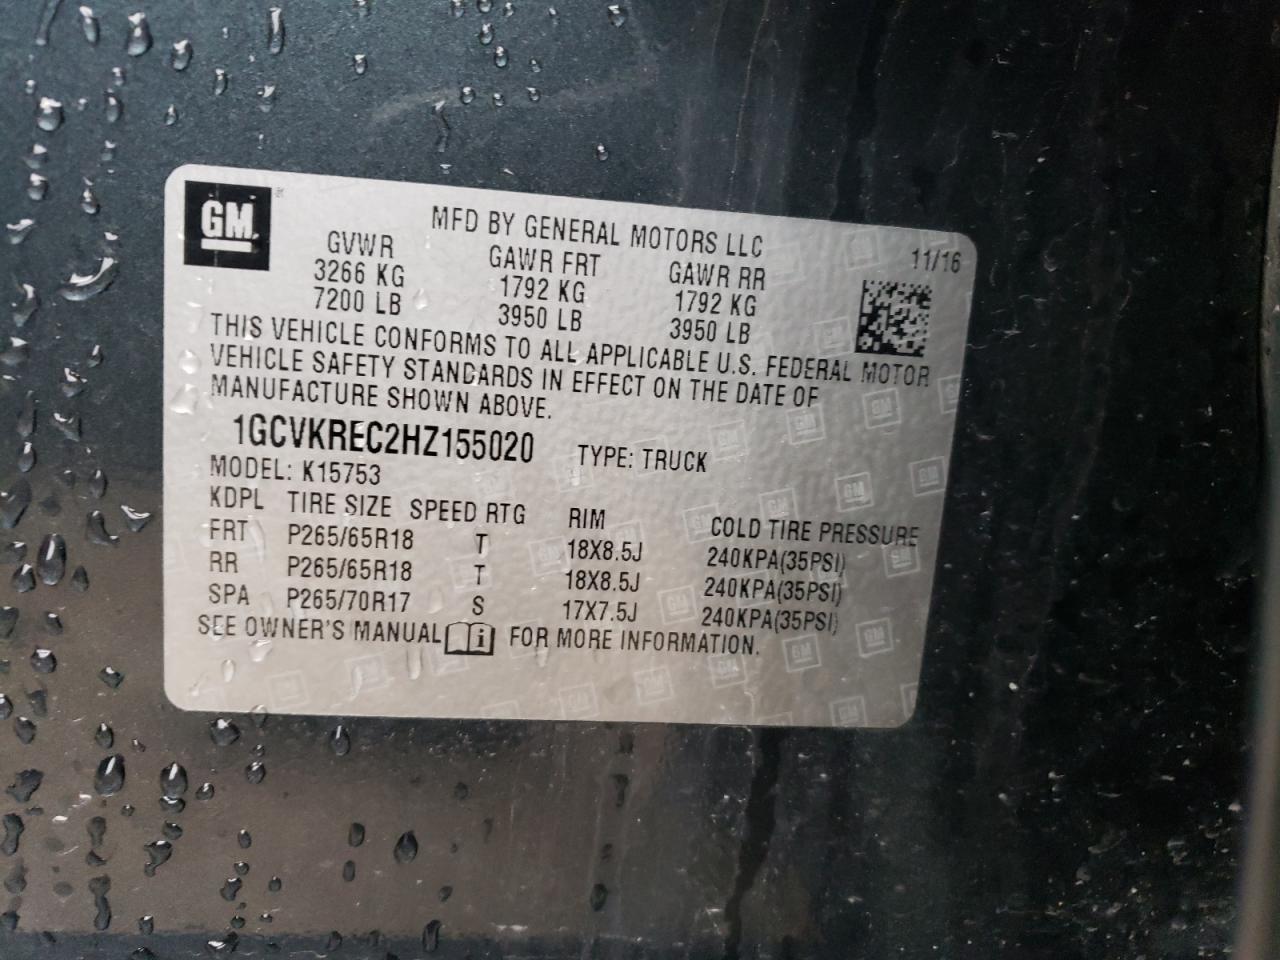 GM
MFD BY GENERAL MOTORS LLC
11/16
GVWR GAWR FRT GAWR RR
3266 KG 1792 KG 1792 KG
7200 LB 3950 LB 3950 LB
THIS VEHICLE CONFORMS TO ALL APPLICABLE U.S. FEDERAL MOTOR
VEHICLE SAFETY STANDARDS IN EFFECT ON THE DATE OF
MANUFACTURE SHOWN ABOVE.
1GCVKREC2HZ155020 TYPE: TRUCK
MODEL: K15753
KDPL TIRE SIZE SPEED RTG RIM COLD TIRE PRESSURE
FRT P265/65R18 T 18X8.5J 240KPA(35PSI)
RR P265/65R18 T 18X8.5J 240KPA(35PSI)
SPA P265/70R17 S 17X7.5J 240KPA(35PSI)
SEE OWNER'S MANUAL i FOR MORE INFORMATION.